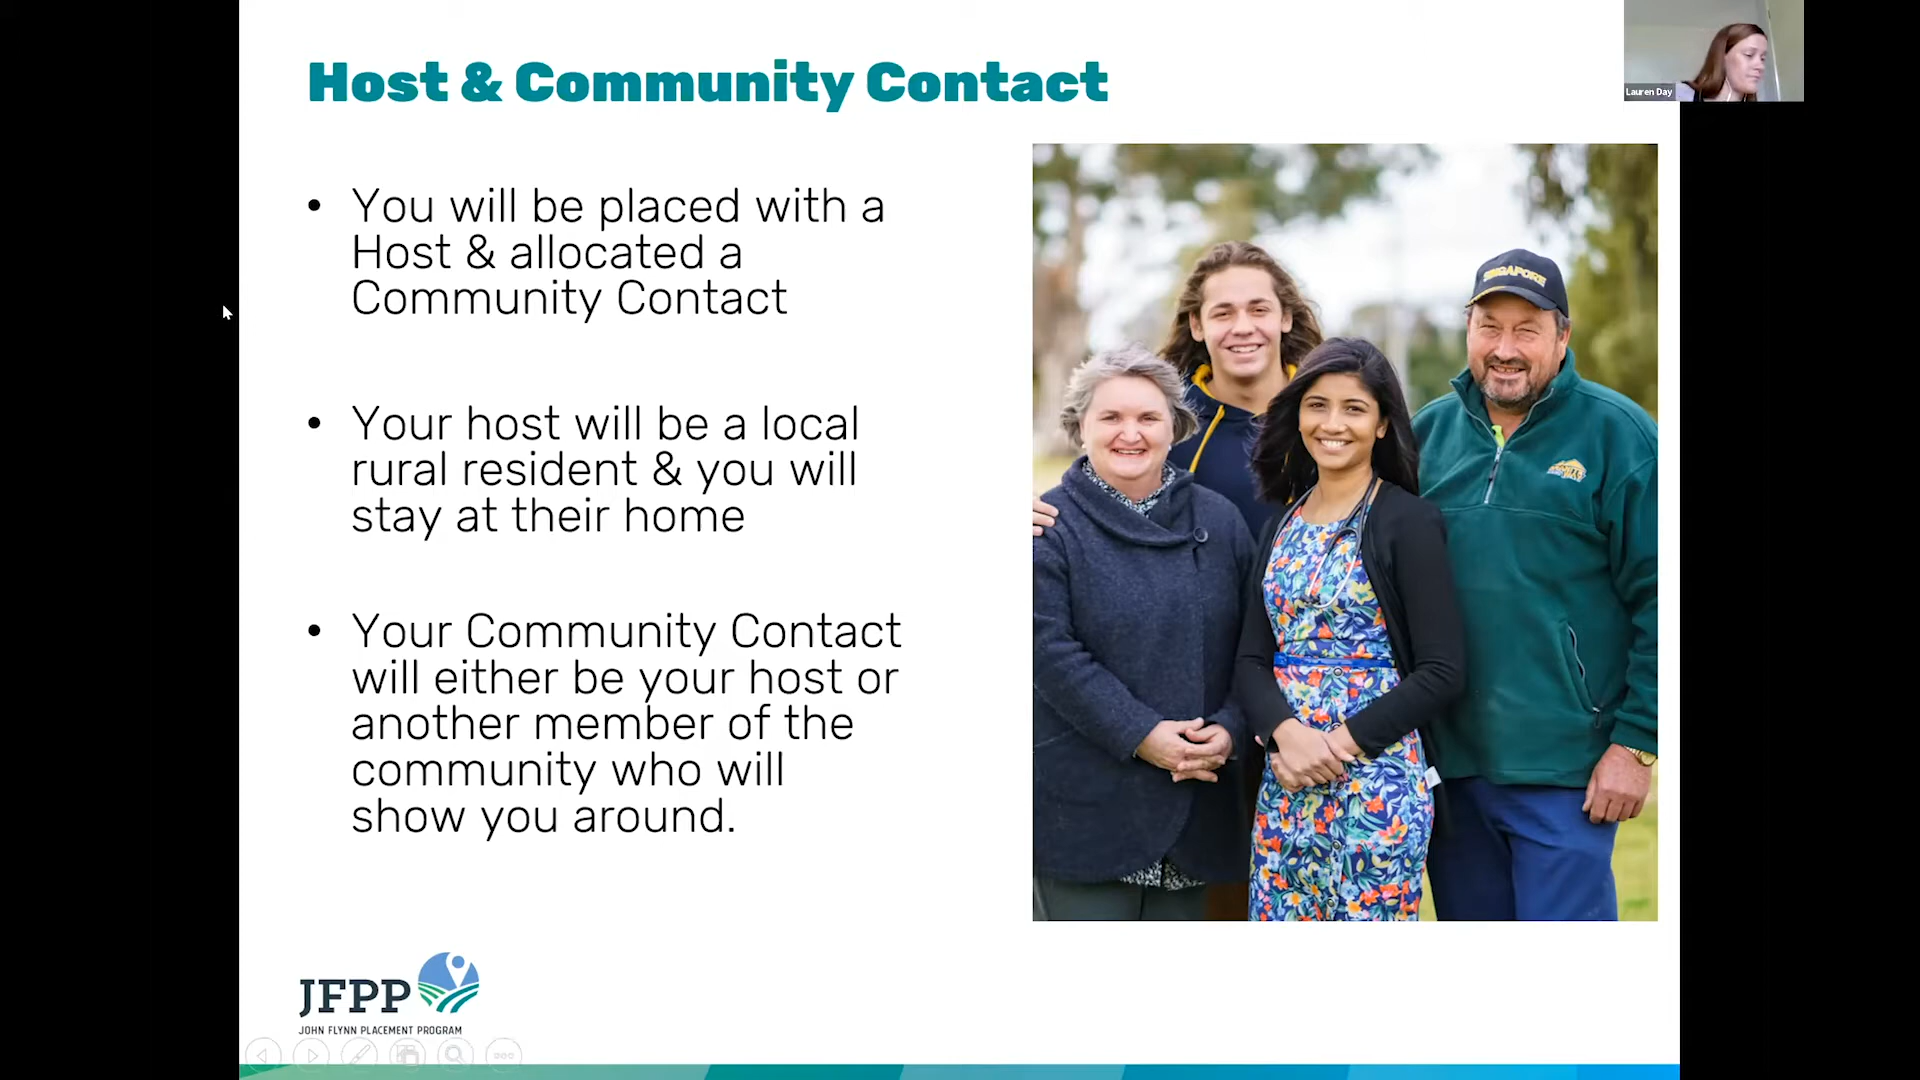 Host & Community Contact
Lauren Day
• You will be placed with a
Host & allocated a
Community Contact
• Your host will be a local
rural resident & you will
stay at their home
• Your Community Contact
will either be your host or
another member of the
community who will
show you around.
SINGAPORE
JFPP
JOHN FLYNN PLACEMENT PROGRAM